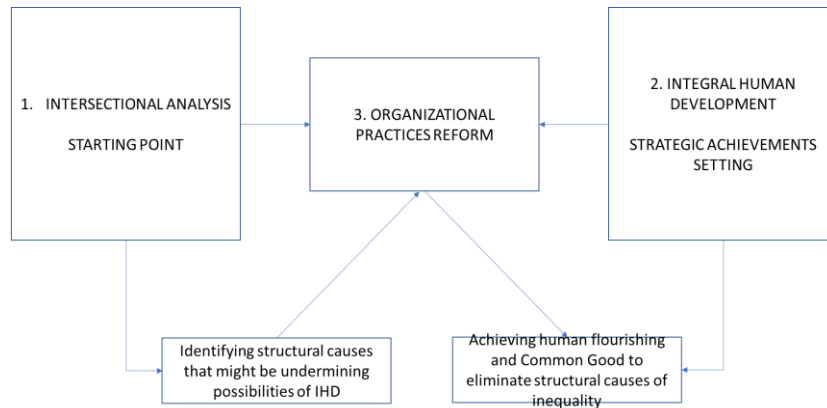 1. INTERSECTIONAL ANALYSIS
STARTING POINT
3. ORGANIZATIONAL
PRACTICES REFORM
2. INTEGRAL HUMAN
DEVELOPMENT
STRATEGIC ACHIEVEMENTS
SETTING
Identifying structural causes
that might be undermining
possibilities of IHD
Achieving human flourishing
and Common Good to
eliminate structural causes of
inequality